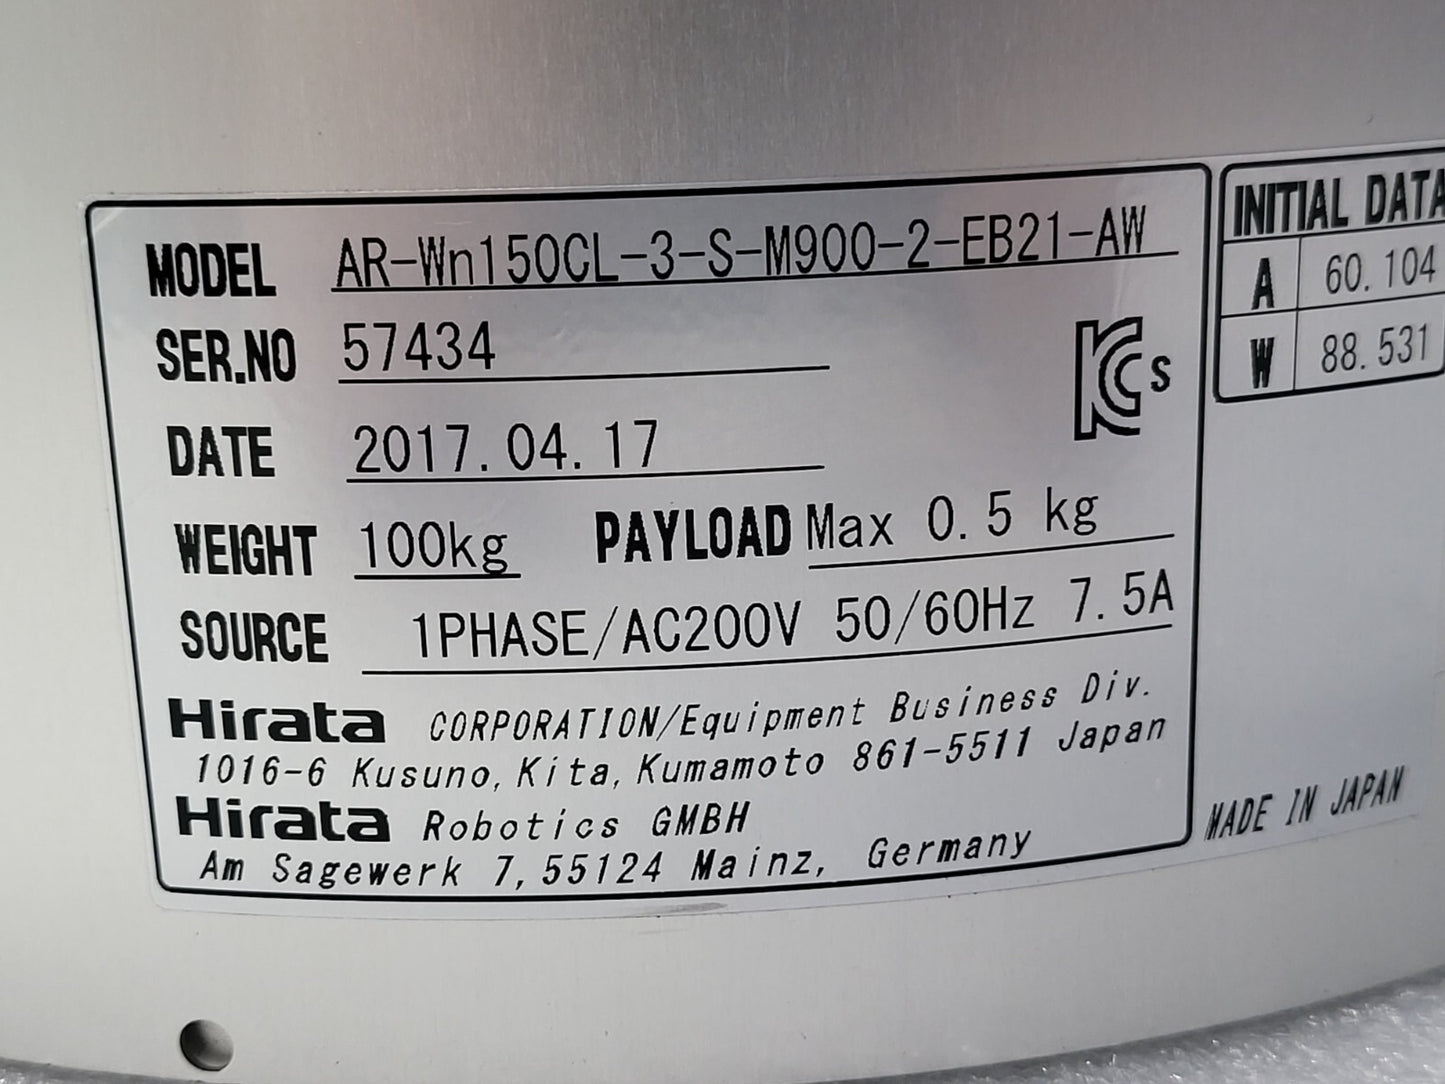 MODEL AR-Wn150CL-3-S-M900-2-EB21-AW
SER.NO 57434
DATE 2017.04.17
WEIGHT 100kg PAYLOAD Max 0.5 kg
SOURCE 1PHASE/AC200V 50/60Hz 7.5A
Hirata CORPORATION/Equipment Business Div.
1016-6 Kusuno, Kita, Kumamoto 861-5511 Japan
Hirata Robotics GMBH
Am Sagewerk 7, 55124 Mainz, Germany
KCs
INITIAL DATA
A 60.104
W 88.531
MADE IN JAPAN